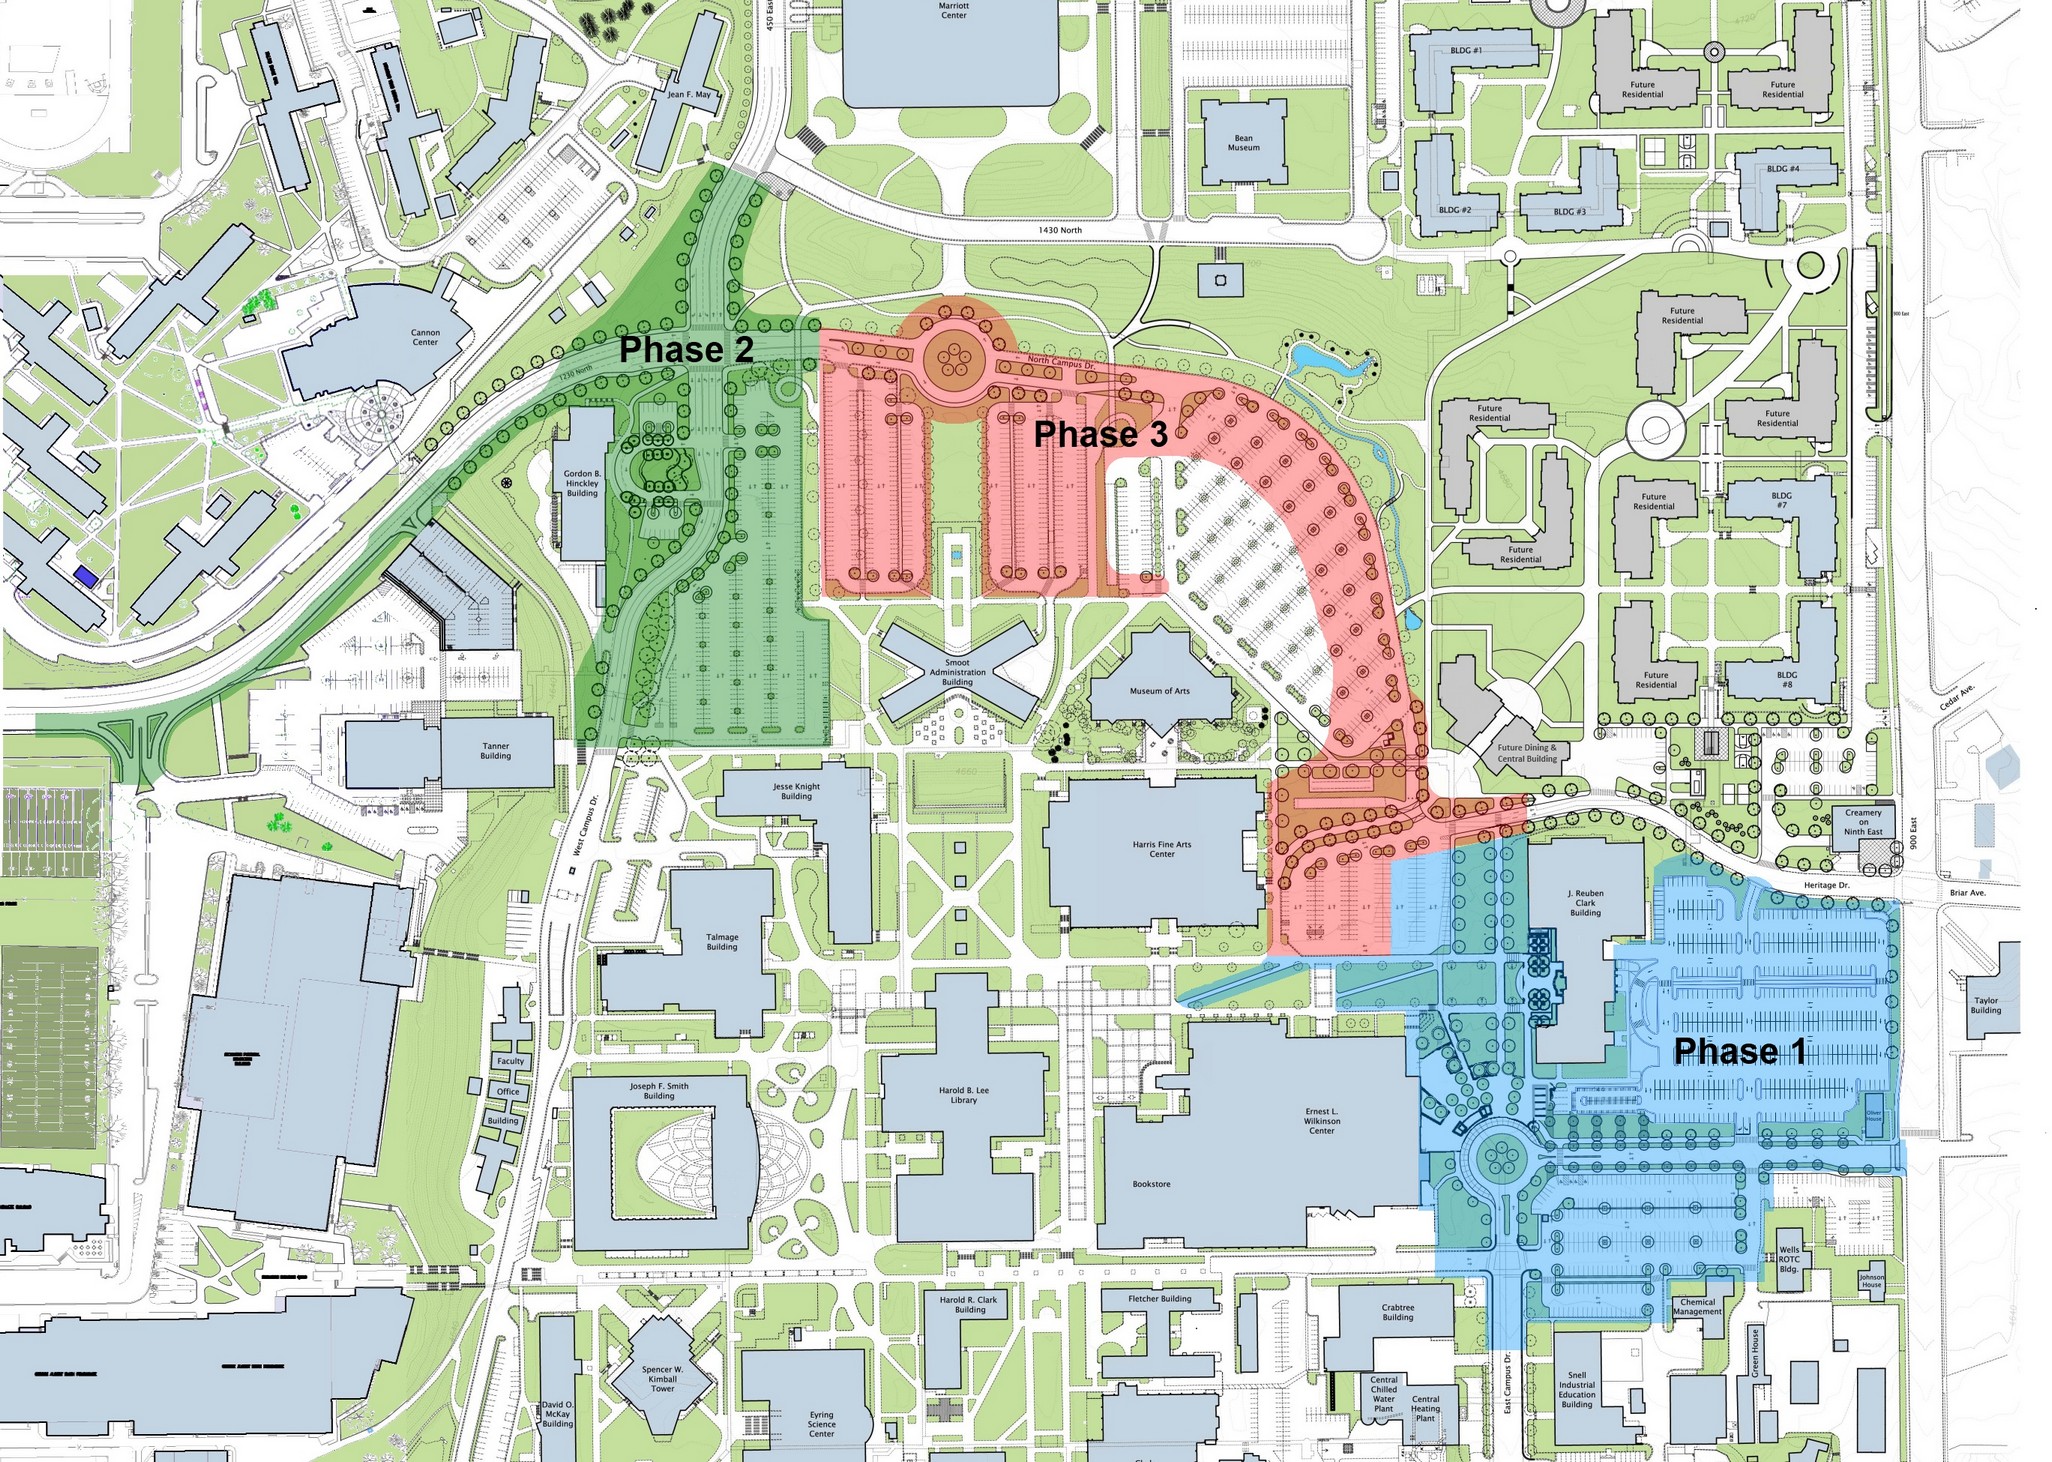 Marriott
Center
450 East
BLDG #1
Future
Residential
Future
Residential
Jean F. May
Bean
Museum
BLDG #4
BLDG #2
BLDG #3
1430 North
Cannon
Center
Future
Residential
900 East
Phase 2
1230 North
North Campus Dr.
Phase 3
Future
Residential
Future
Residential
Gordon B.
Hinckley
Building
Future
Residential
BLDG
#7
Future
Residential
Smoot
Administration
Building
Museum of Arts
Future
Residential
BLDG
#8
Cedar Ave.
Tanner
Building
Future Dining &
Central Building
Jesse Knight
Building
West Campus Dr.
Harris Fine Arts
Center
Creamery
on
Ninth East
900 East
J. Reuben
Clark
Building
Heritage Dr.
Briar Ave.
Talmage
Building
Taylor
Building
Phase 1
Faculty
Office
Building
Joseph F. Smith
Building
Harold B. Lee
Library
Ernest L.
Wilkinson
Center
Oliver
House
Bookstore
Wells
ROTC
Bldg.
Johnson
House
Harold R. Clark
Building
Fletcher Building
Crabtree
Building
Chemical
Management
Spencer W.
Kimball
Tower
East Campus Dr.
Green House
David O.
McKay
Building
Eyring
Science
Center
Central
Chilled
Water
Plant
Central
Heating
Plant
Snell
Industrial
Education
Building